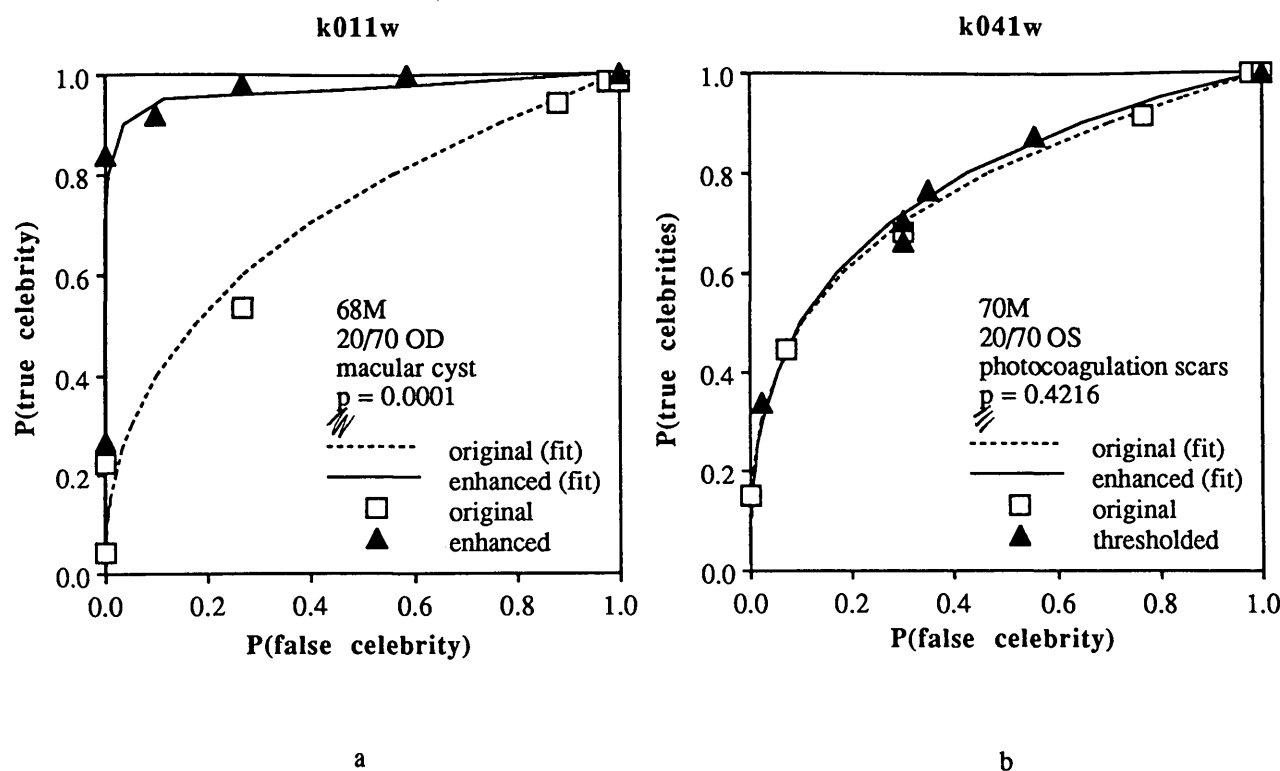 k011w
P(true celebrity)
1.0
0.8
0.6
0.4
0.2
0.0
68M
20/70 OD
macular cyst
p = 0.0001
original (fit)
enhanced (fit)
original
enhanced
0.0 0.2 0.4 0.6 0.8 1.0
P(false celebrity)
a
k041w
P(true celebrities)
1.0
0.8
0.6
0.4
0.2
0.0
70M
20/70 OS
photocoagulation scars
p = 0.4216
original (fit)
enhanced (fit)
original
thresholded
0.0 0.2 0.4 0.6 0.8 1.0
P(false celebrity)
b